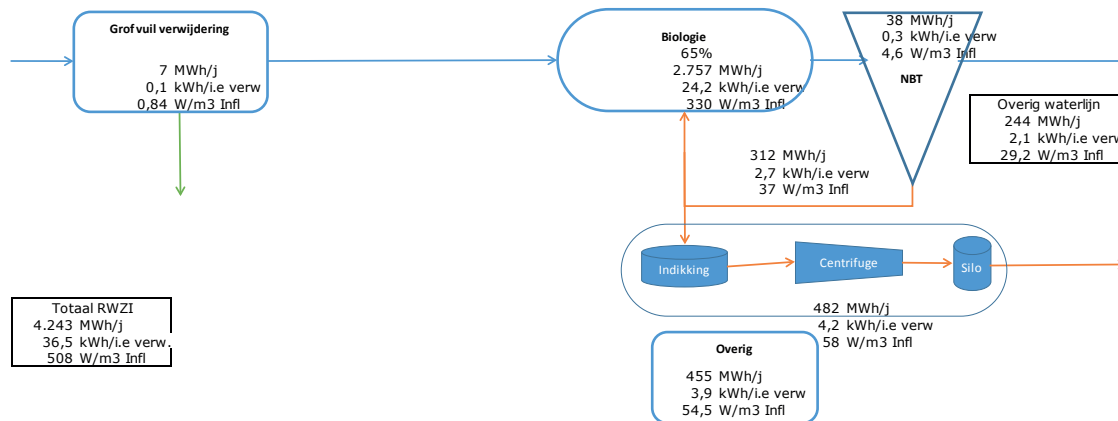 Grof vuil verwijdering
7 MWh/j
0,1 kWh/i.e verw
0,84 W/m3 Infl
Biologie
65%
2.757 MWh/j
24,2 kWh/i.e verw
330 W/m3 Infl
38 MWh/j
0,3 kWh/i.e verw
4,6 W/m3 Infl
NBT
Overig waterlijn
244 MWh/j
2,1 kWh/i.e verw
29,2 W/m3 Infl
312 MWh/j
2,7 kWh/i.e verw
37 W/m3 Infl
Indikking
Centrifuge
Silo
482 MWh/j
4,2 kWh/i.e verw
58 W/m3 Infl
Totaal RWZI
4.243 MWh/j
36,5 kWh/i.e verw.
508 W/m3 Infl
Overig
455 MWh/j
3,9 kWh/i.e verw
54,5 W/m3 Infl